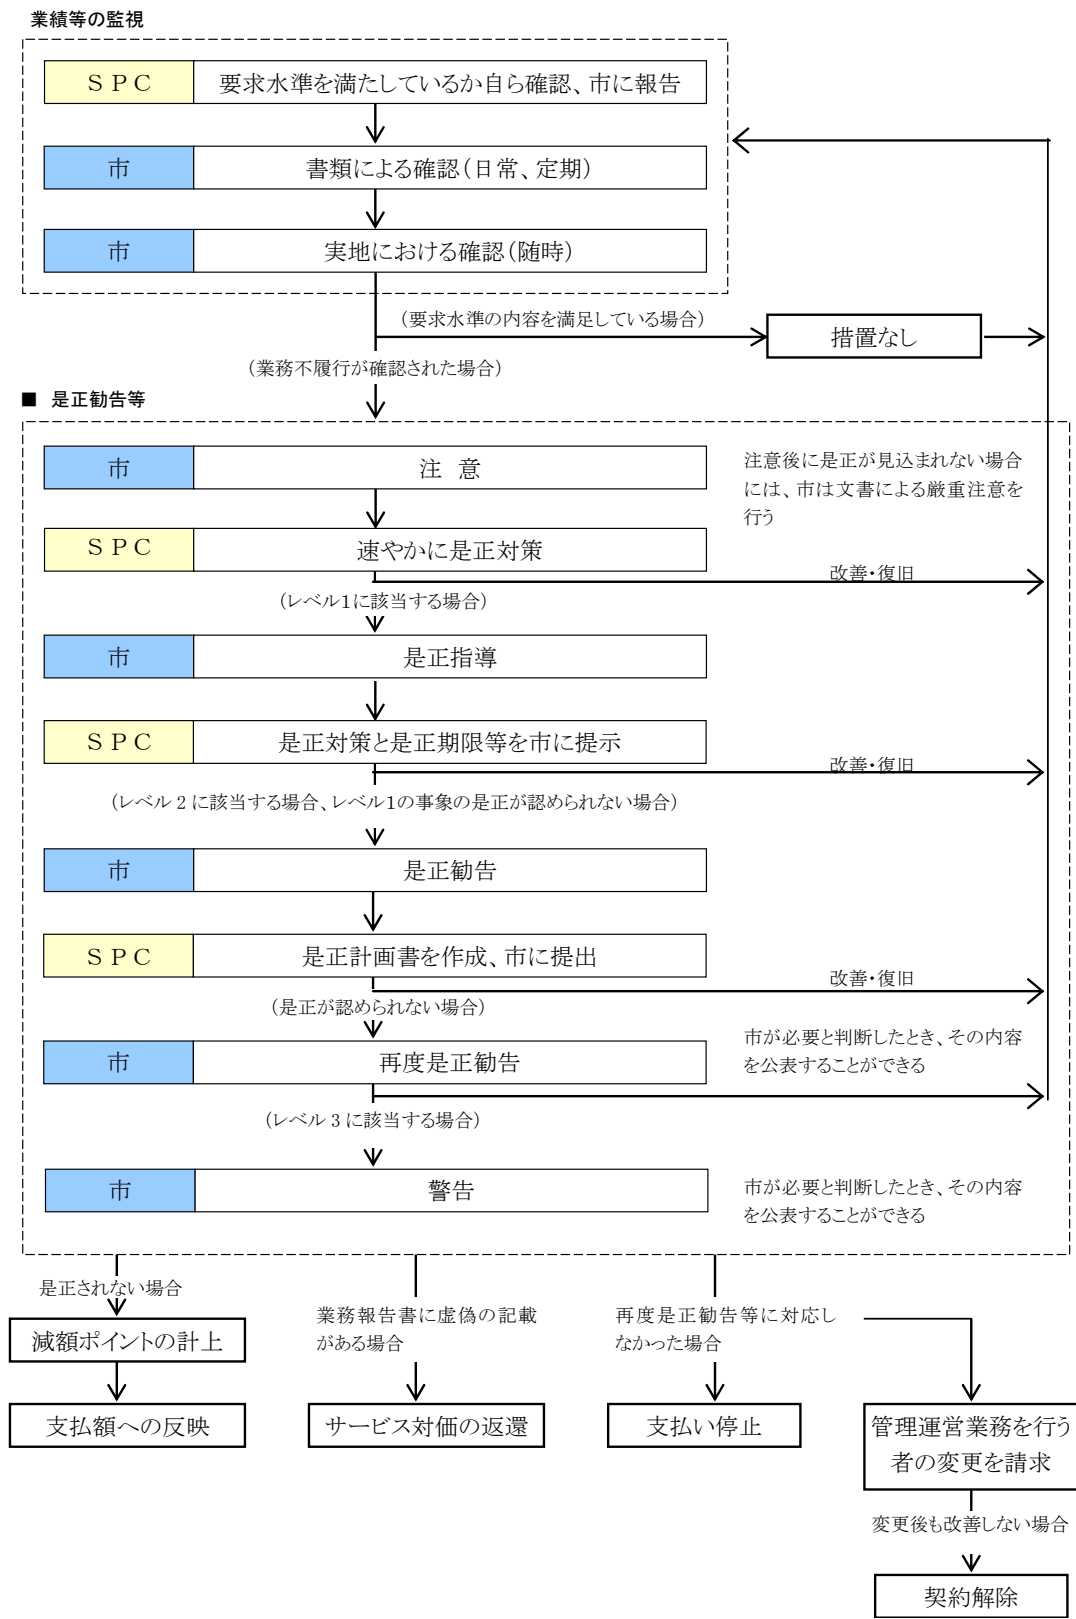 業績等の監視
ＳＰＣ 要求水準を満たしているか自ら確認、市に報告
市 書類による確認（日常、定期）
市 実地における確認（随時）
（要求水準の内容を満足している場合）
措置なし
（業務不履行が確認された場合）
■ 是正勧告等
市 注 意
注意後に是正が見込まれない場合
には、市は文書による厳重注意を
行う
ＳＰＣ 速やかに是正対策
改善・復旧
（レベル１に該当する場合）
市 是正指導
ＳＰＣ 是正対策と是正期限等を市に提示
改善・復旧
（レベル２に該当する場合、レベル１の事象の是正が認められない場合）
市 是正勧告
ＳＰＣ 是正計画書を作成、市に提出
改善・復旧
（是正が認められない場合）
市 再度是正勧告
市が必要と判断したとき、その内容
を公表することができる
（レベル３に該当する場合）
市 警告
市が必要と判断したとき、その内容
を公表することができる
是正されない場合
減額ポイントの計上
支払額への反映
業務報告書に虚偽の記載
がある場合
サービス対価の返還
再度是正勧告等に対応し
なかった場合
支払い停止
管理運営業務を行う
者の変更を請求
変更後も改善しない場合
契約解除